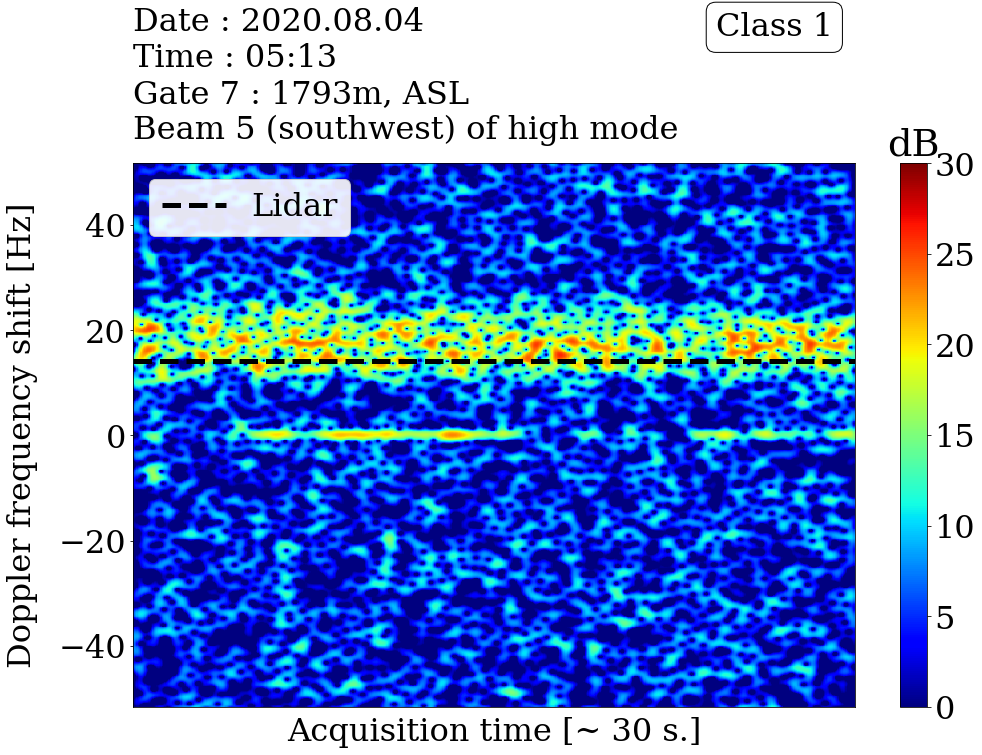 Date : 2020.08.04
Time : 05:13
Gate 7 : 1793m, ASL
Beam 5 (southwest) of high mode
Class 1
dB
Lidar
Doppler frequency shift [Hz]
40
20
0
−20
−40
30
25
20
15
10
5
0
Acquisition time [~ 30 s.]